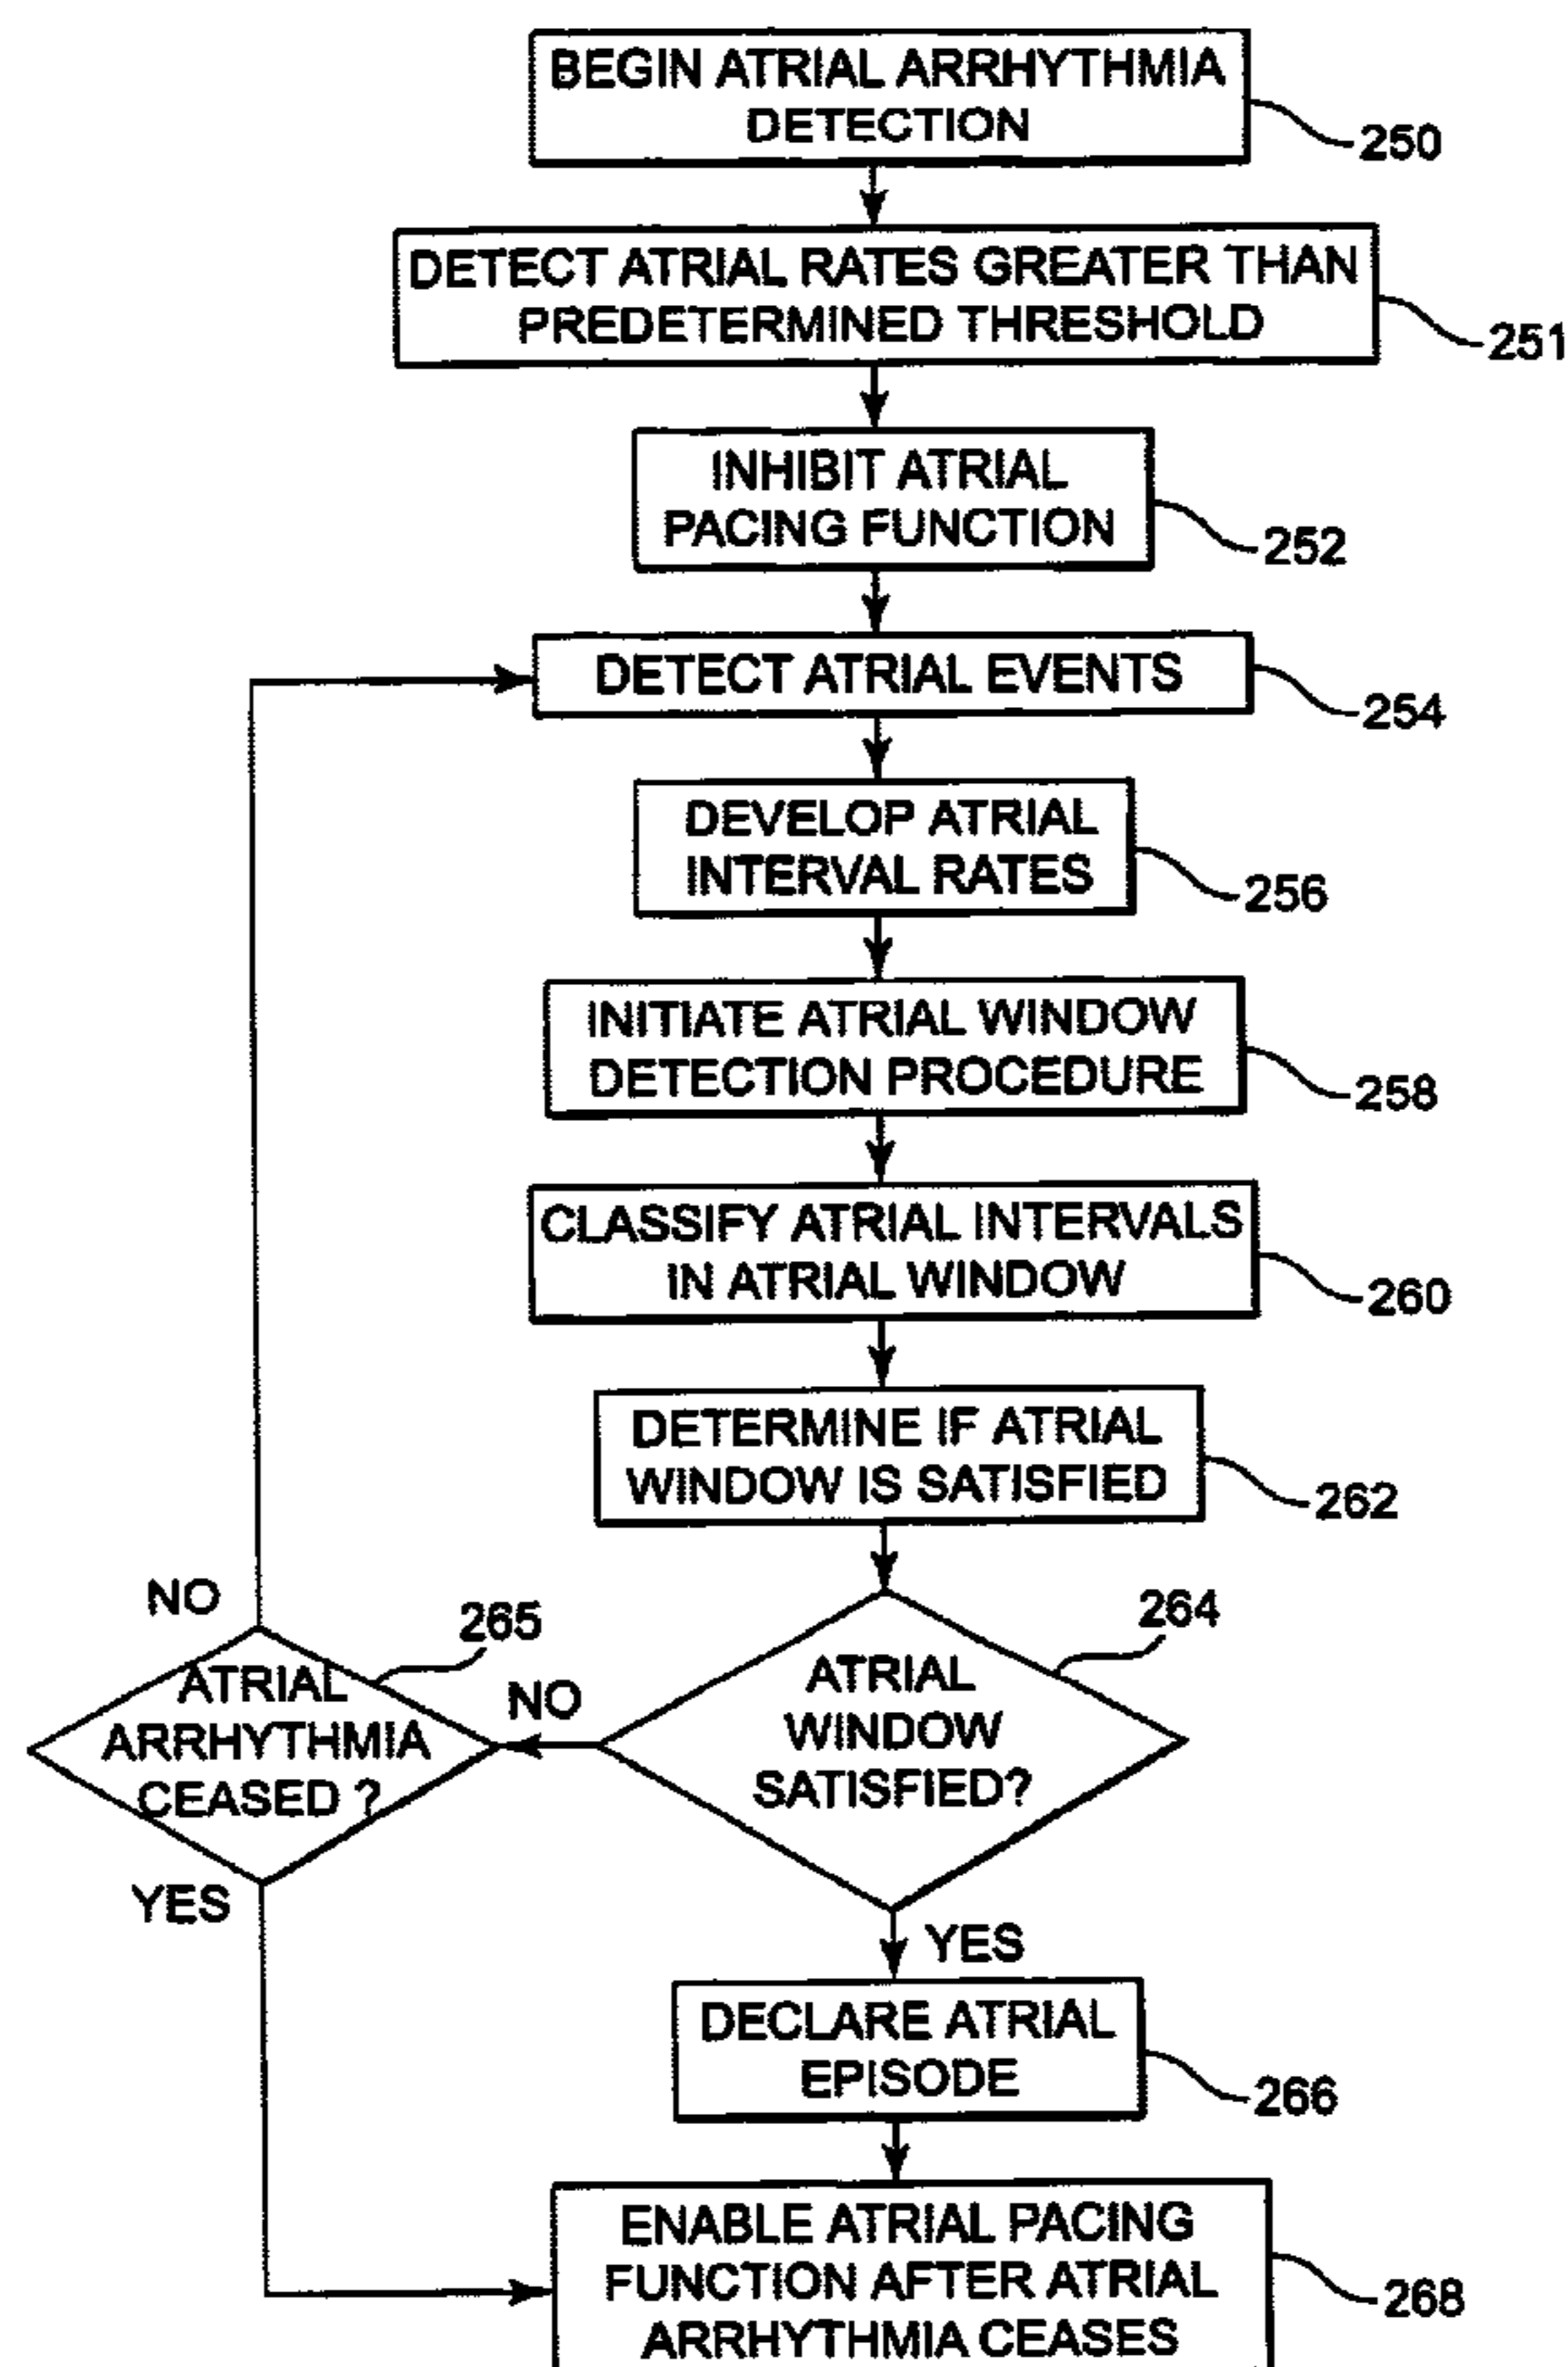 BEGIN ATRIAL ARRHYTHMIA
DETECTION
250
DETECT ATRIAL RATES GREATER THAN
PREDETERMINED THRESHOLD
251
INHIBIT ATRIAL
PACING FUNCTION
252
DETECT ATRIAL EVENTS
254
DEVELOP ATRIAL
INTERVAL RATES
256
INITIATE ATRIAL WINDOW
DETECTION PROCEDURE
258
CLASSIFY ATRIAL INTERVALS
IN ATRIAL WINDOW
260
DETERMINE IF ATRIAL
WINDOW IS SATISFIED
262
264
ATRIAL
WINDOW
SATISFIED?
NO
265
ATRIAL
ARRHYTHMIA
CEASED ?
NO
YES
YES
DECLARE ATRIAL
EPISODE
266
ENABLE ATRIAL PACING
FUNCTION AFTER ATRIAL
ARRHYTHMIA CEASES
268